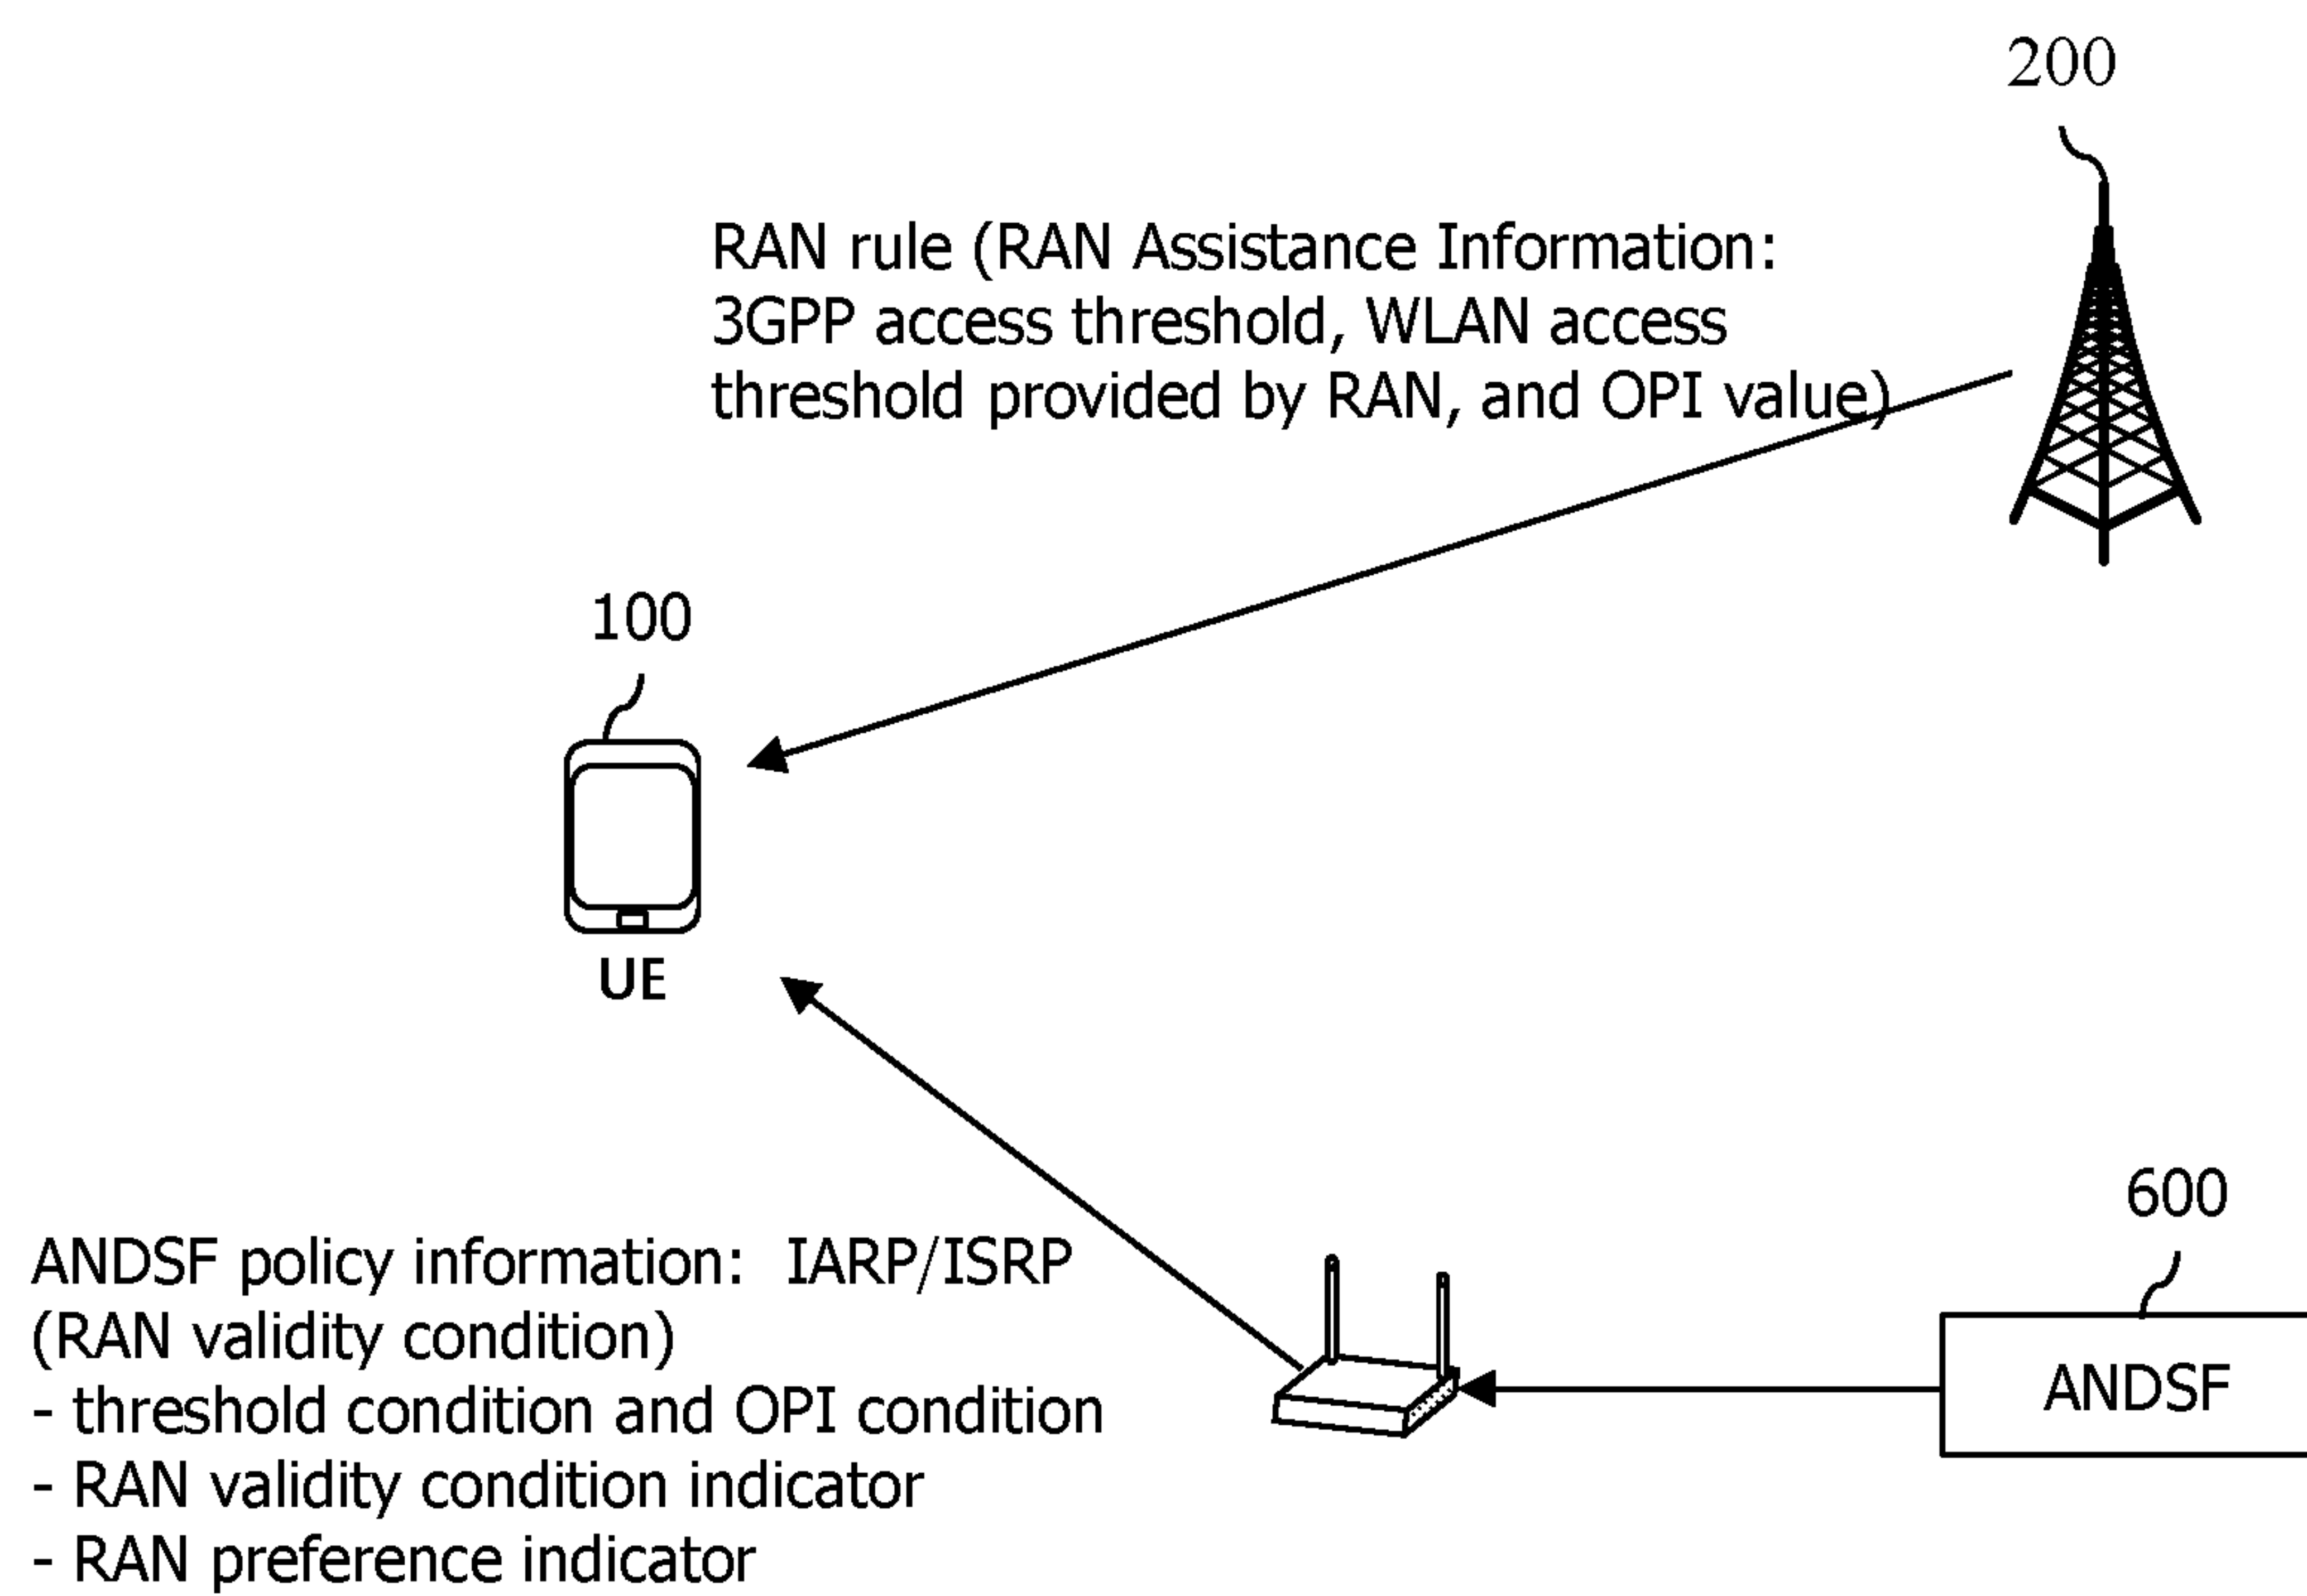 200
RAN rule (RAN Assistance Information:
3GPP access threshold, WLAN access
threshold provided by RAN, and OPI value)
100
UE
600
ANDSF
ANDSF policy information: IARP/ISRP
(RAN validity condition)
- threshold condition and OPI condition
- RAN validity condition indicator
- RAN preference indicator